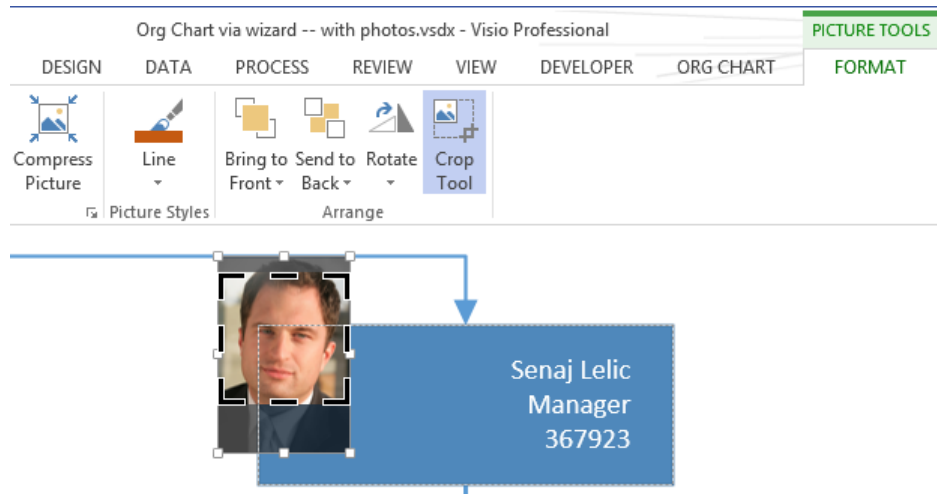 Org Chart via wizard -- with photos.vsdx - Visio Professional
PICTURE TOOLS
DESIGN DATA PROCESS REVIEW VIEW DEVELOPER ORG CHART FORMAT
Compress Line Bring to Send to Rotate Crop
Picture Front Back Tool
Picture Styles Arrange
Senaj Lelic
Manager
367923